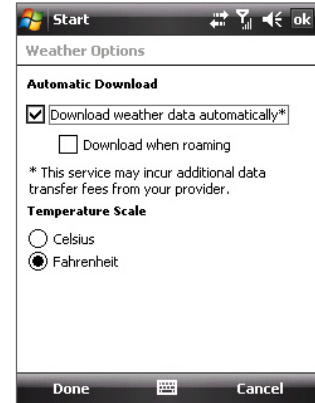 Start
ok
Weather Options
Automatic Download
Download weather data automatically*
Download when roaming
* This service may incur additional data
transfer fees from your provider.
Temperature Scale
Celsius
Fahrenheit
Done
Cancel